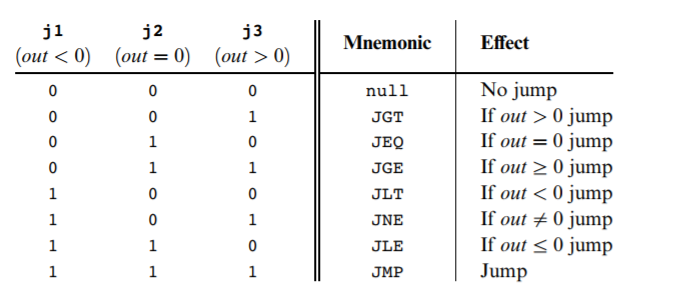 j1 j2 j3 Mnemonic Effect
(out < 0) (out = 0) (out > 0)
0 0 0 null No jump
0 0 1 JGT If out > 0 jump
0 1 0 JEQ If out = 0 jump
0 1 1 JGE If out ≥ 0 jump
1 0 0 JLT If out < 0 jump
1 0 1 JNE If out ≠ 0 jump
1 1 0 JLE If out ≤ 0 jump
1 1 1 JMP Jump